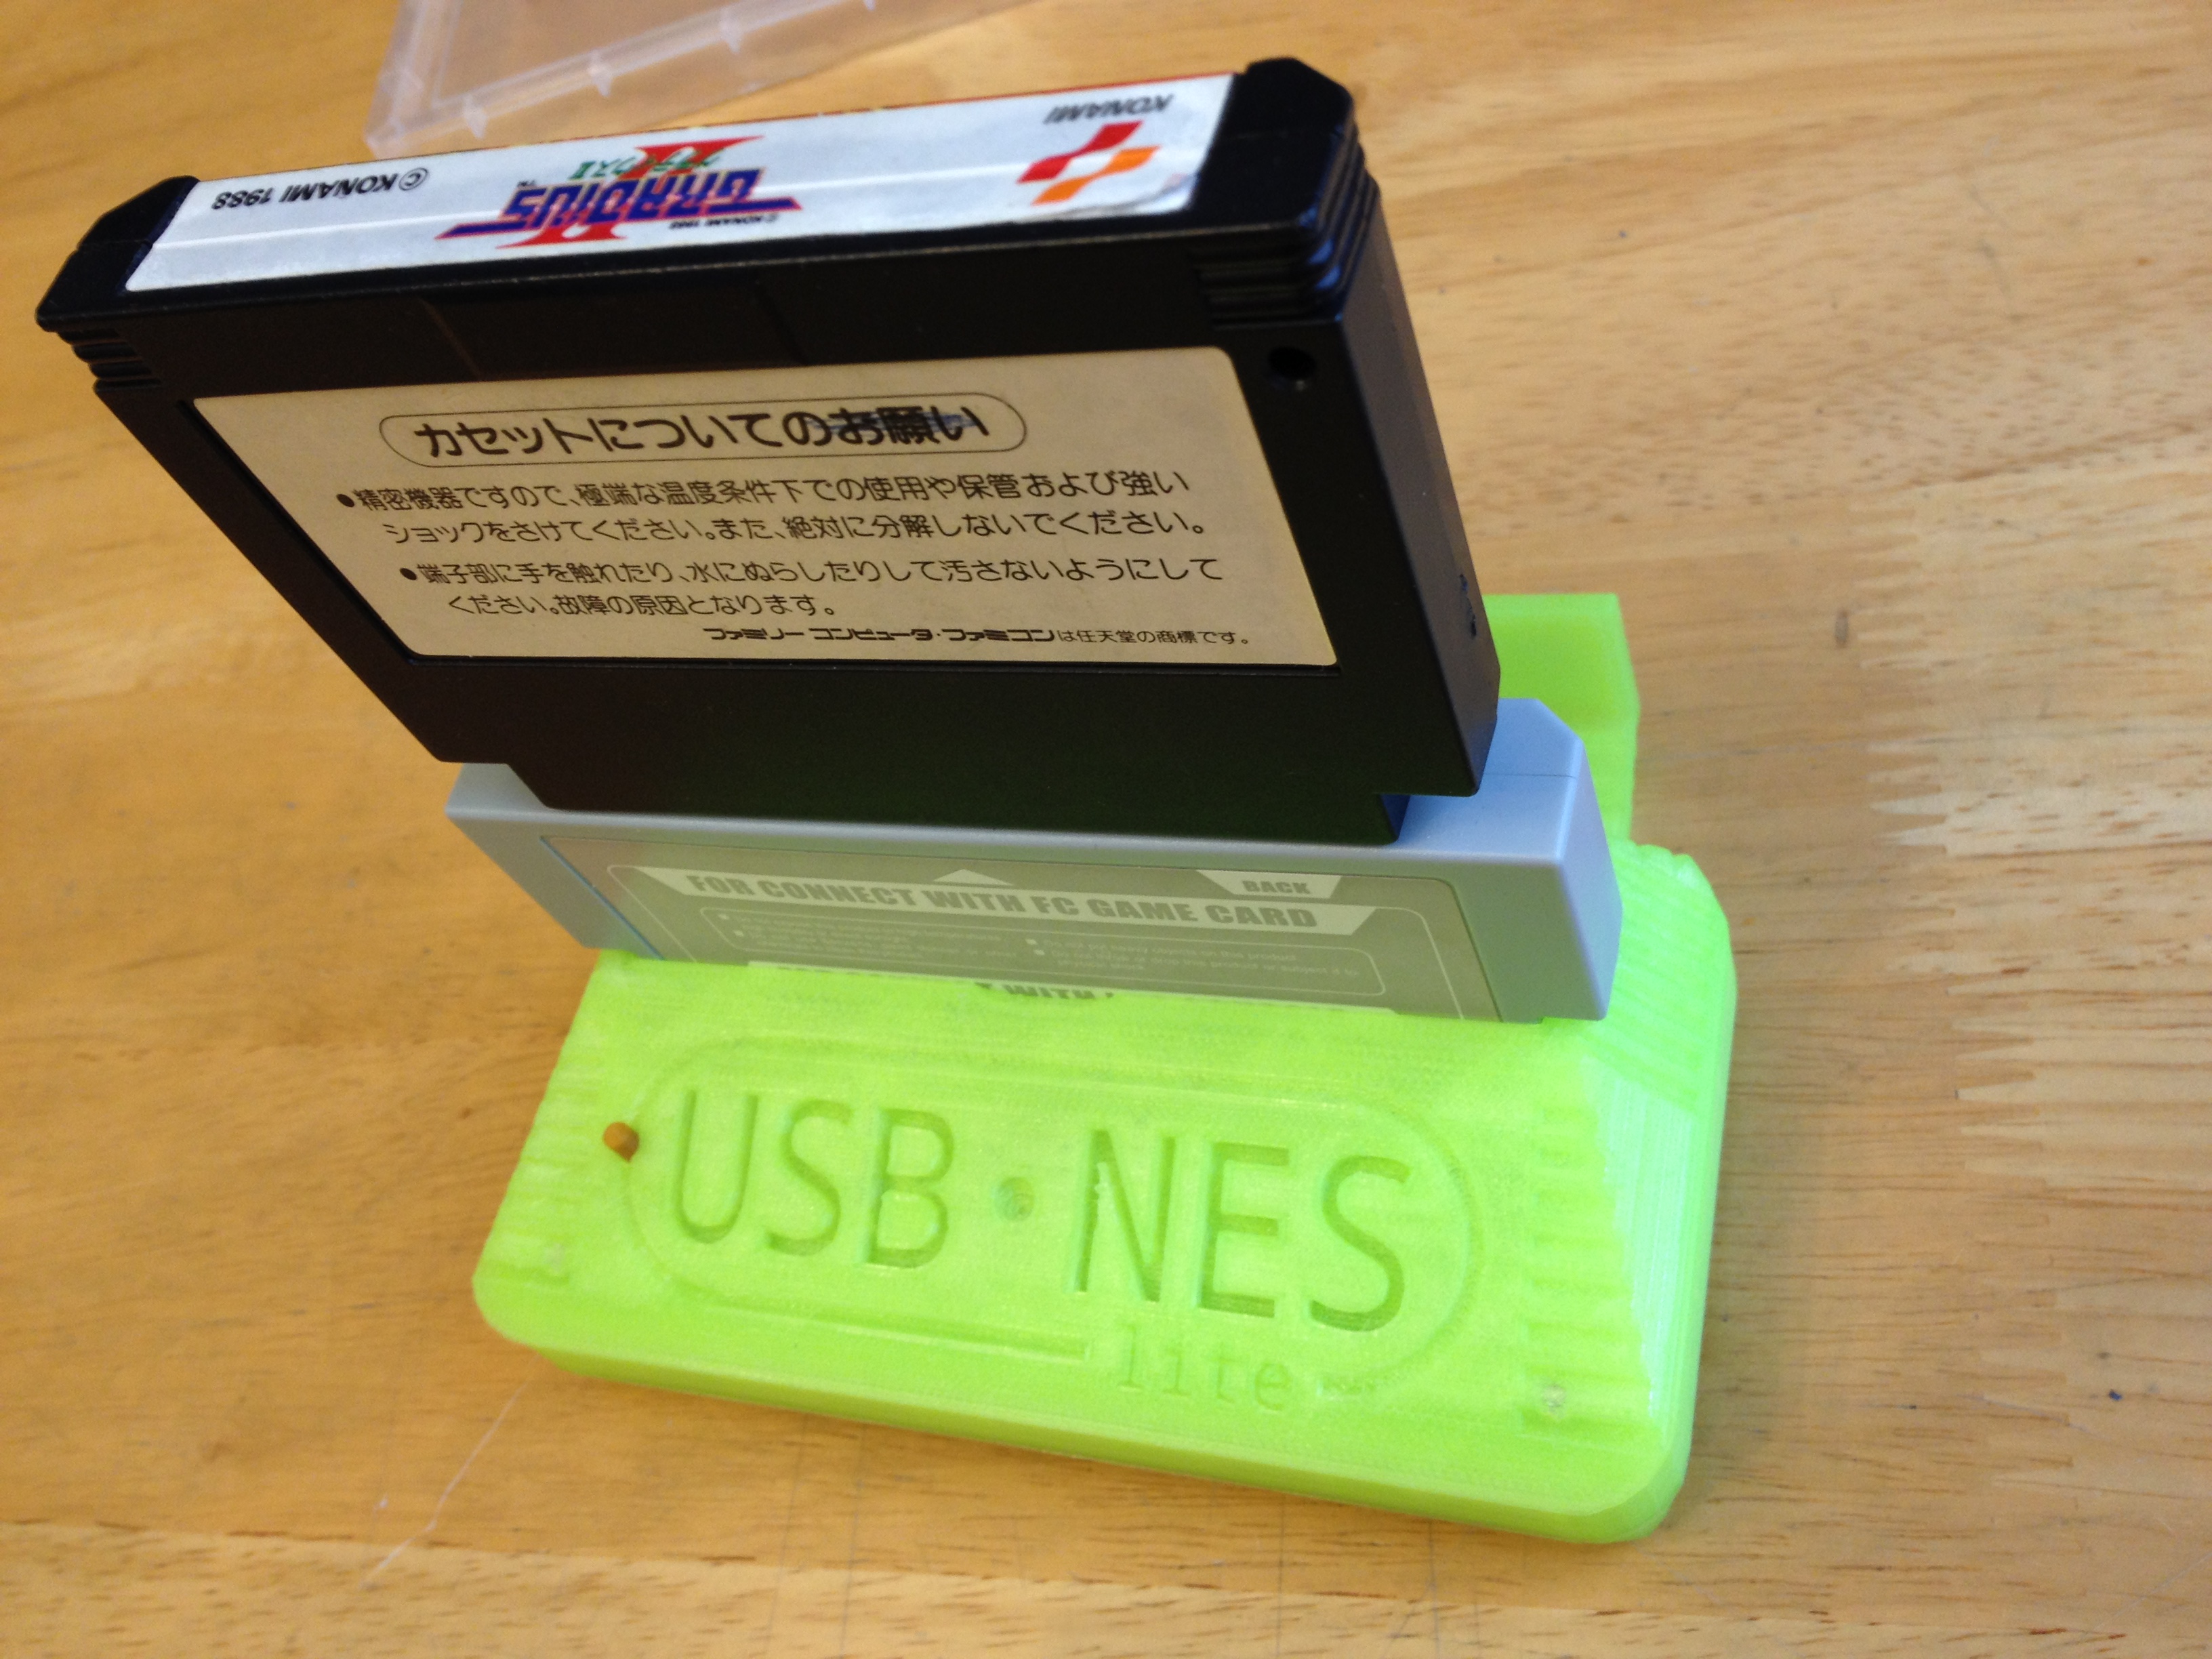 KONAMI
© KONAMI 1988
GRADIUS
TM
II
グラディウスII
© KONAMI 1988
カセットについてのお願い
●精密機器ですので、極端な温度条件下での使用や保管および強い
ショックをさけてください。また、絶対に分解しないでください。
●端子部に手を触れたり、水にぬらしたりして汚さないようにして
ください。故障の原因となります。
ファミリーコンピュータ・ファミコンは任天堂の商標です。
BACK
FOR CONNECT WITH FC GAME CARD
WITH
USB・NES
lite